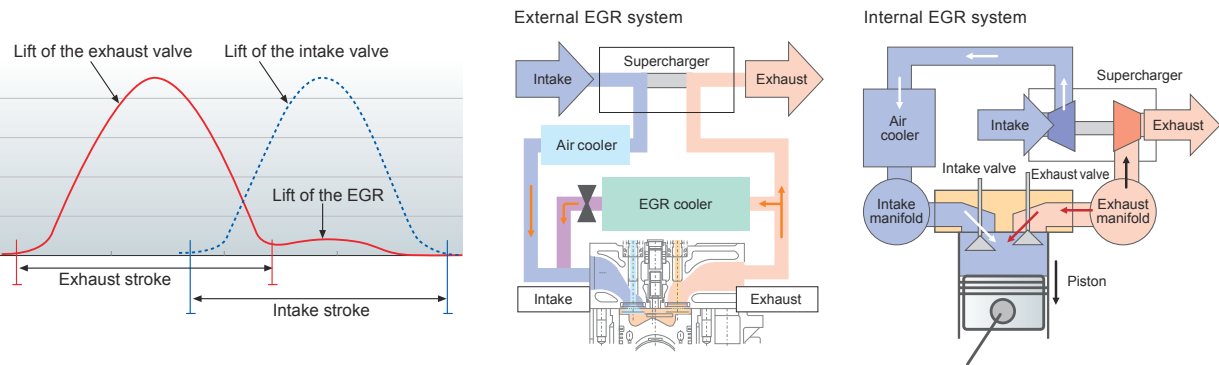 Lift of the exhaust valve
Lift of the intake valve
Lift of the EGR
Exhaust stroke
Intake stroke
External EGR system
Supercharger
Intake
Exhaust
Air cooler
EGR cooler
Intake
Exhaust
Internal EGR system
Supercharger
Air
cooler
Intake
Exhaust
Intake valve
Exhaust valve
Intake
manifold
Exhaust
manifold
Piston